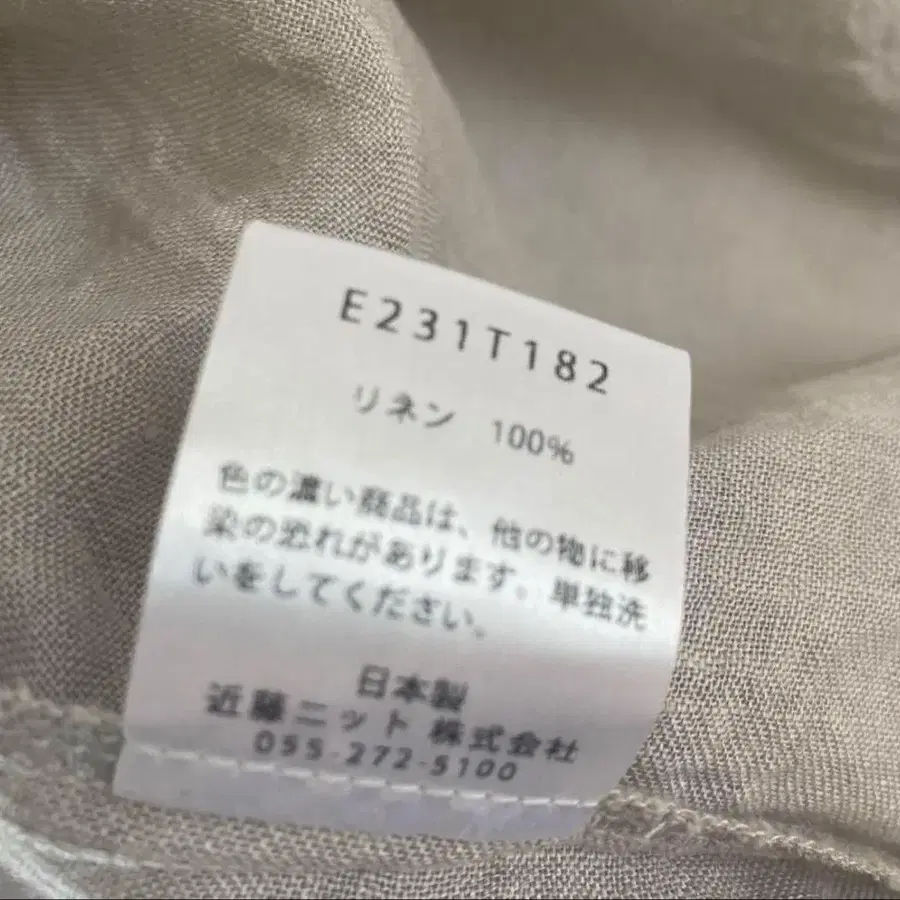 E231T182
リネン 100%
色の濃い商品は、他の物に移
染の恐れがあります。単独洗
いをしてください。
日本製
近藤ニット 株式会社
055-272-5100